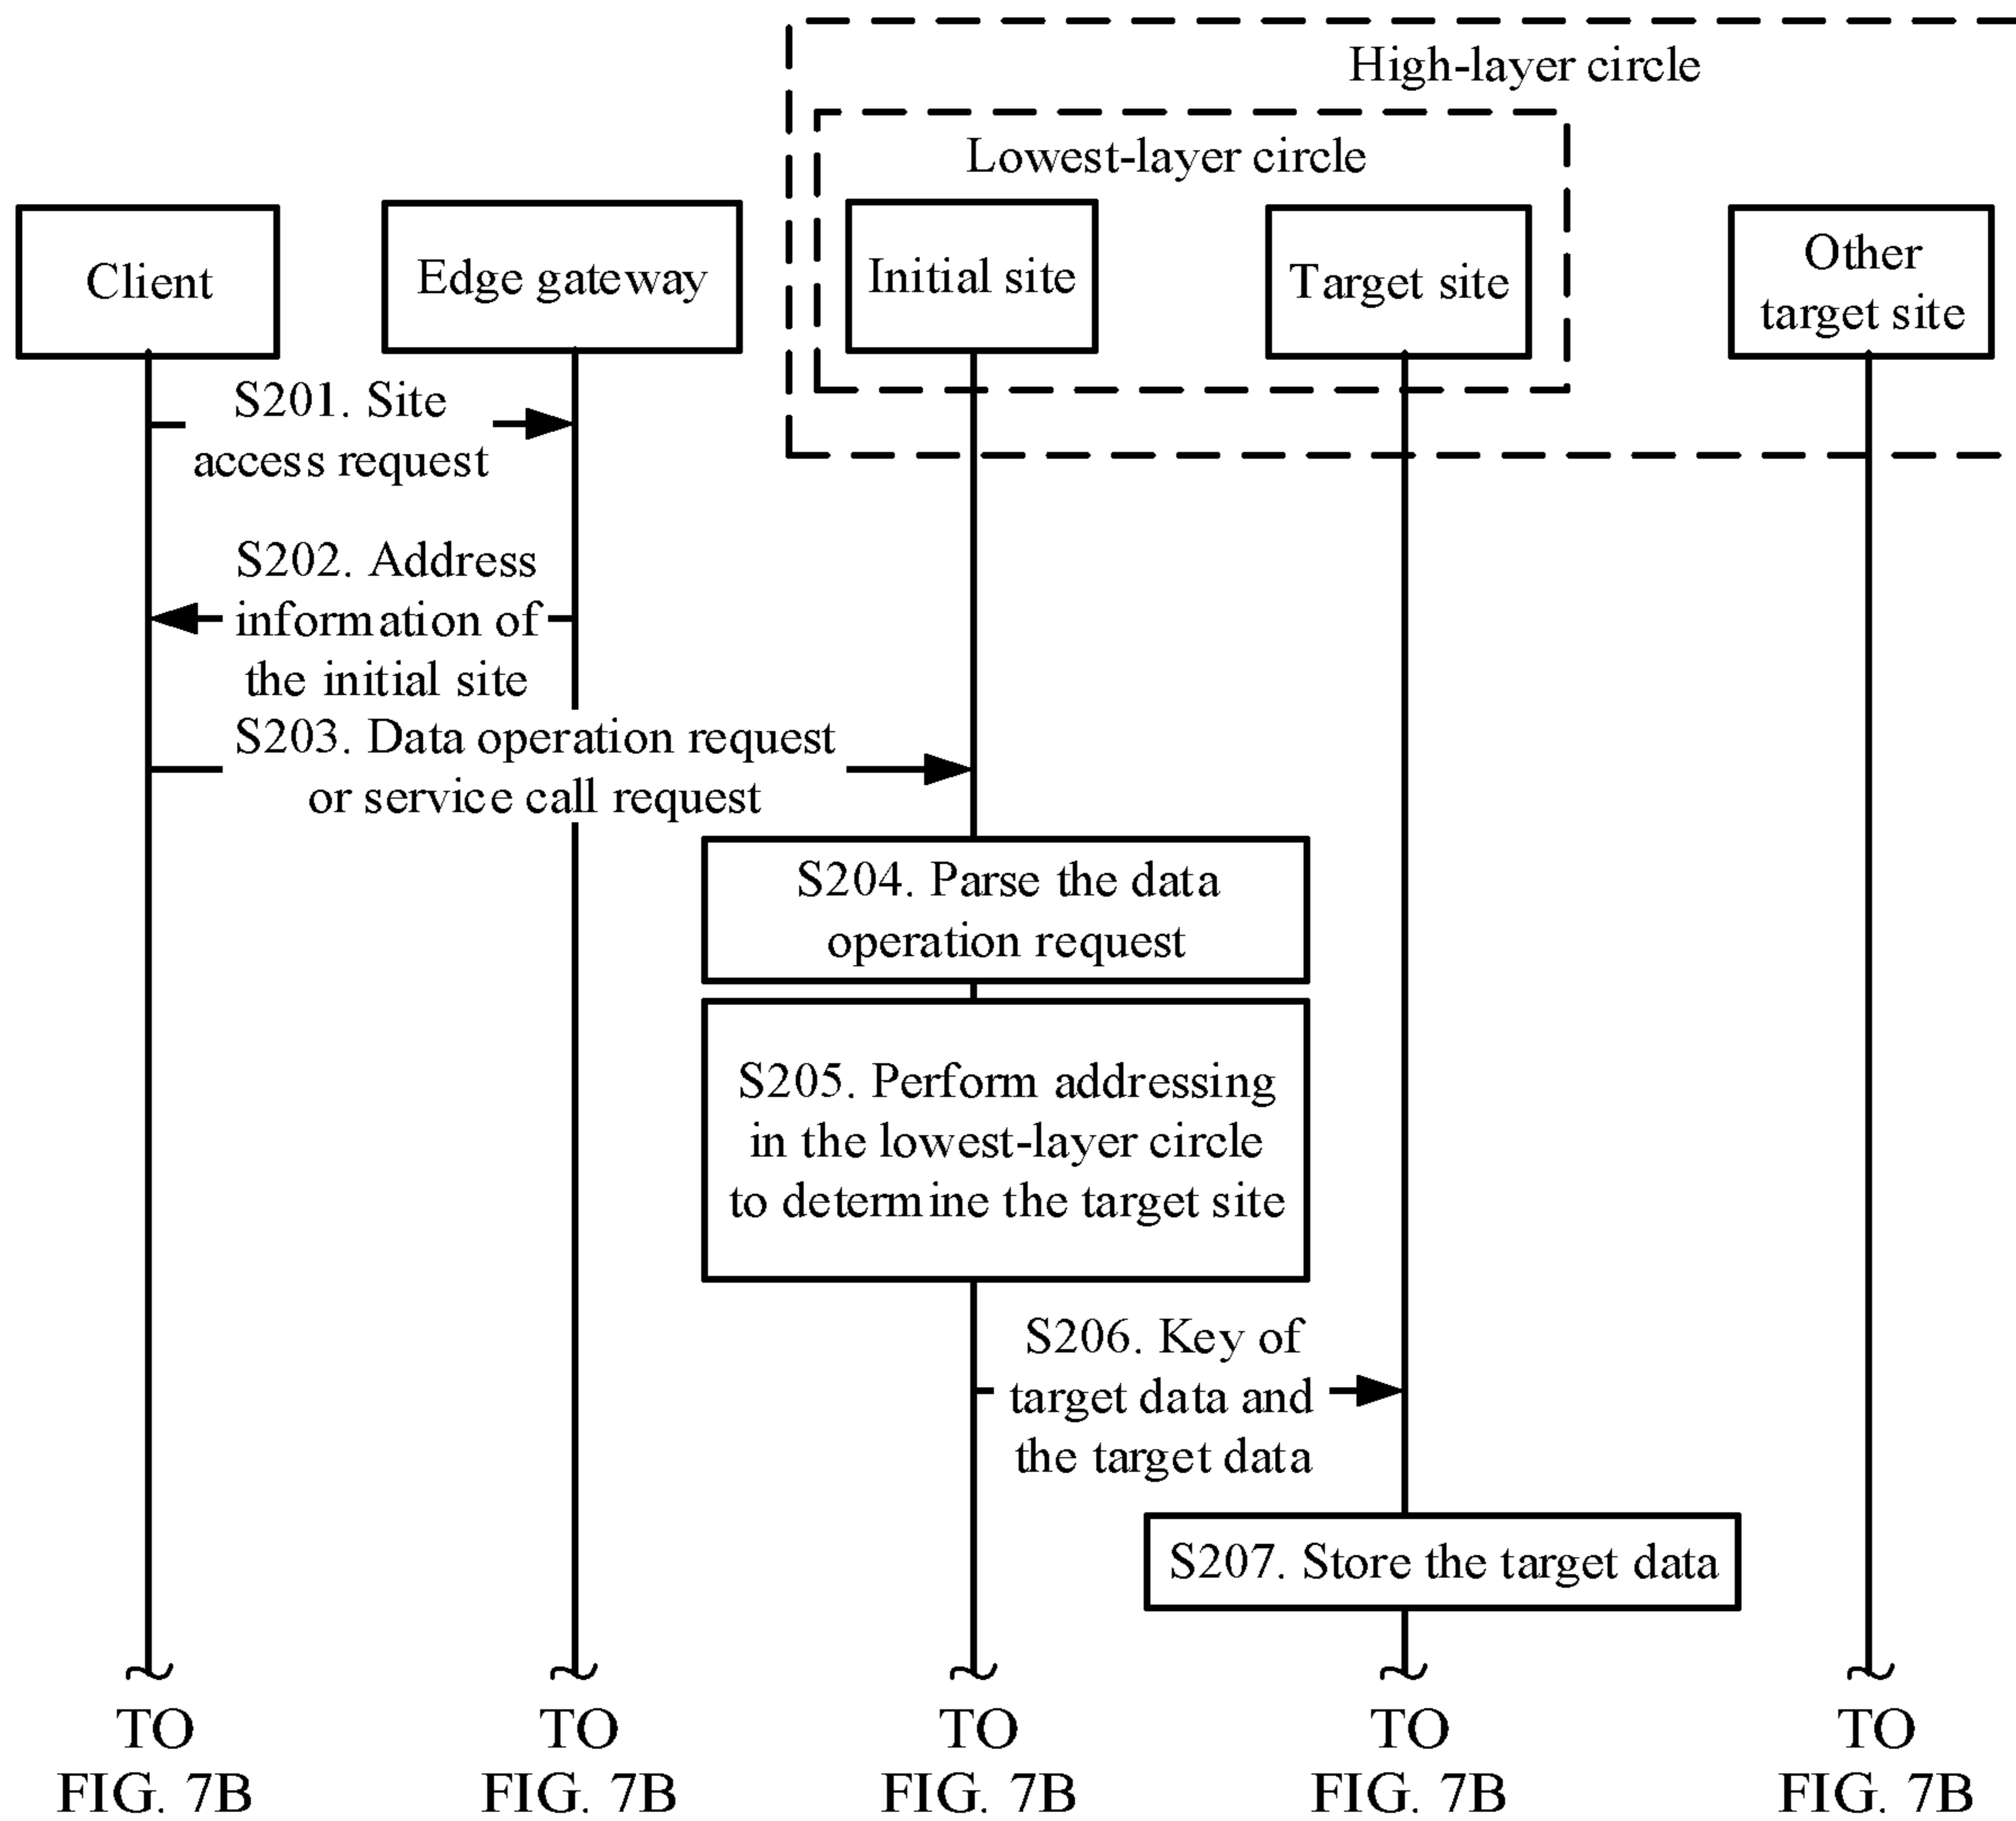 High-layer circle
Lowest-layer circle
Client
Edge gateway
Initial site
Target site
Other
target site
S201. Site
access request
S202. Address
information of
the initial site
S203. Data operation request
or service call request
S204. Parse the data
operation request
S205. Perform addressing
in the lowest-layer circle
to determine the target site
S206. Key of
target data and
the target data
S207. Store the target data
TO
FIG. 7B
TO
FIG. 7B
TO
FIG. 7B
TO
FIG. 7B
TO
FIG. 7B